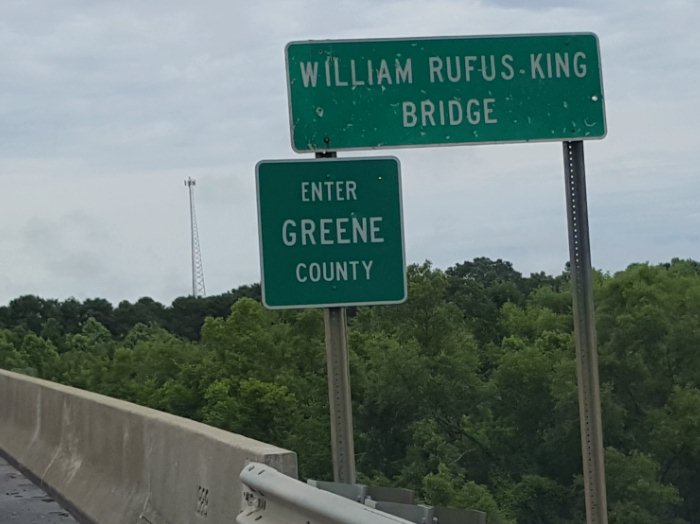 WILLIAM RUFUS KING
BRIDGE
ENTER
GREENE
COUNTY